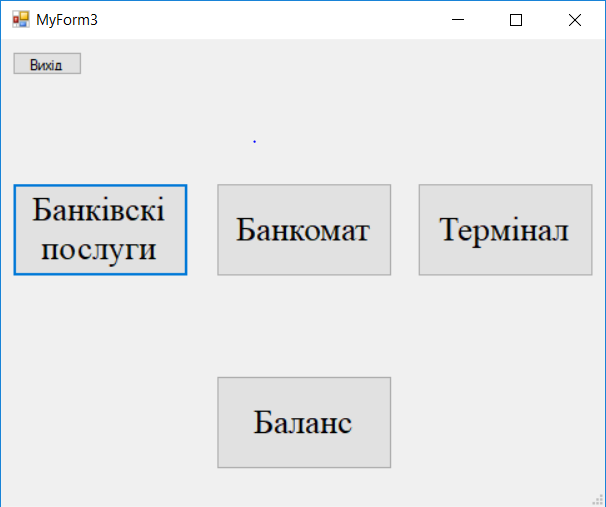 MyForm3
Вихід
Банківскі
послуги
Банкомат
Термінал
Баланс